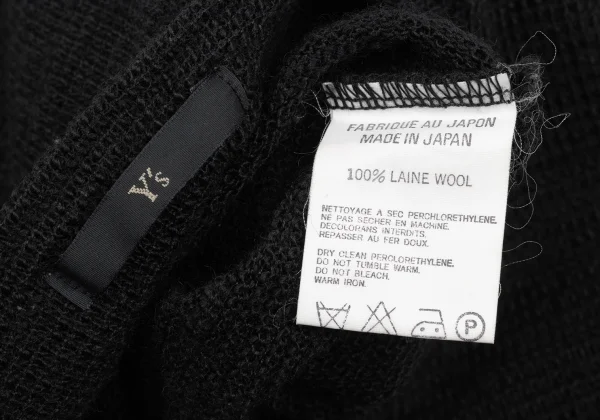 Y's
FABRIQUE AU JAPON
MADE IN JAPAN
100% LAINE WOOL
NETTOYAGE A SEC PERCHLORETHYLENE.
NE PAS SECHER EN MACHINE.
DECOLORANS INTERDITS.
REPASSER AU FER DOUX.
DRY CLEAN PERCLORETHYLENE.
DO NOT TUMBLE WARM.
DO NOT BLEACH.
WARM IRON.
P